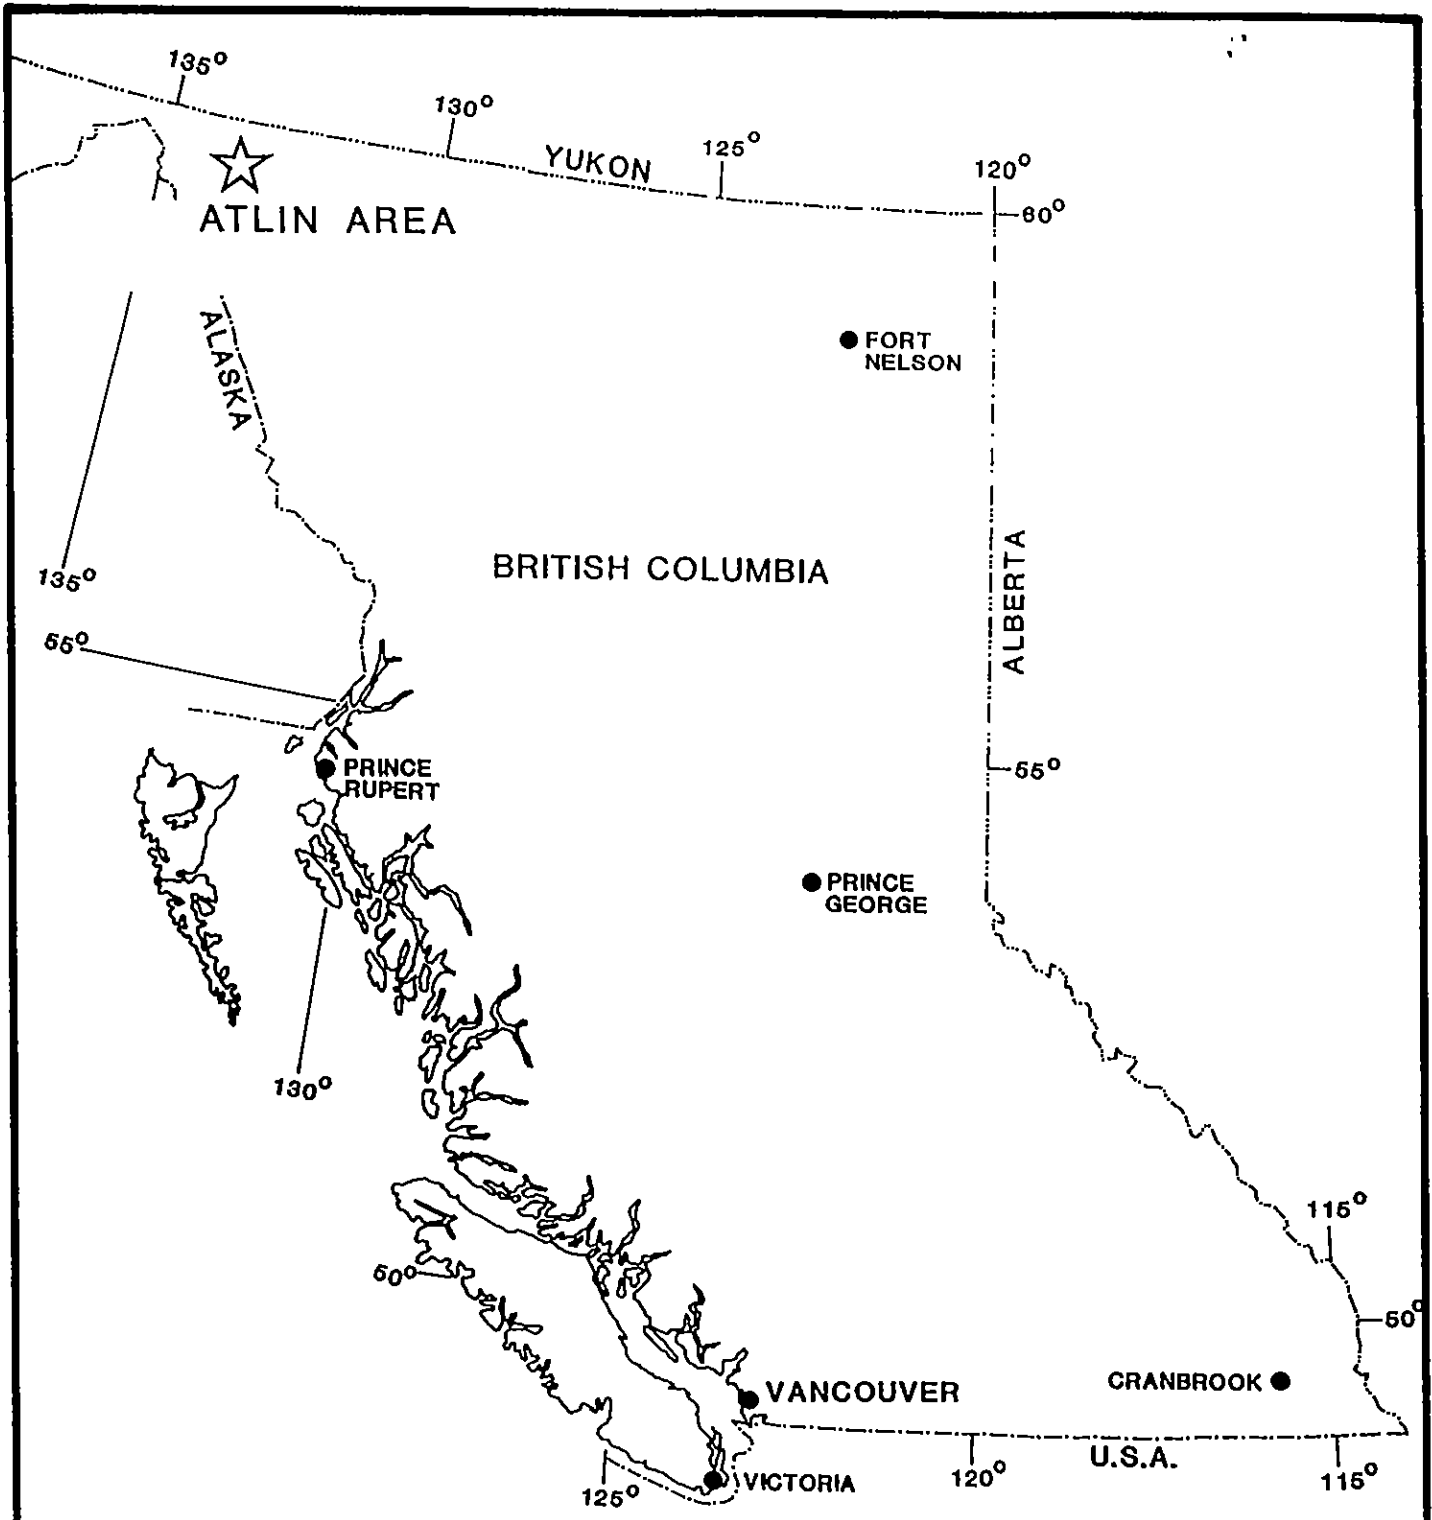 135°
130°
YUKON
125°
120°
60°
ATLIN AREA
ALASKA
FORT
NELSON
135°
BRITISH COLUMBIA
ALBERTA
55°
PRINCE
RUPERT
55°
PRINCE
GEORGE
130°
115°
50°
50°
CRANBROOK
VANCOUVER
U.S.A.
VICTORIA
125°
120°
115°